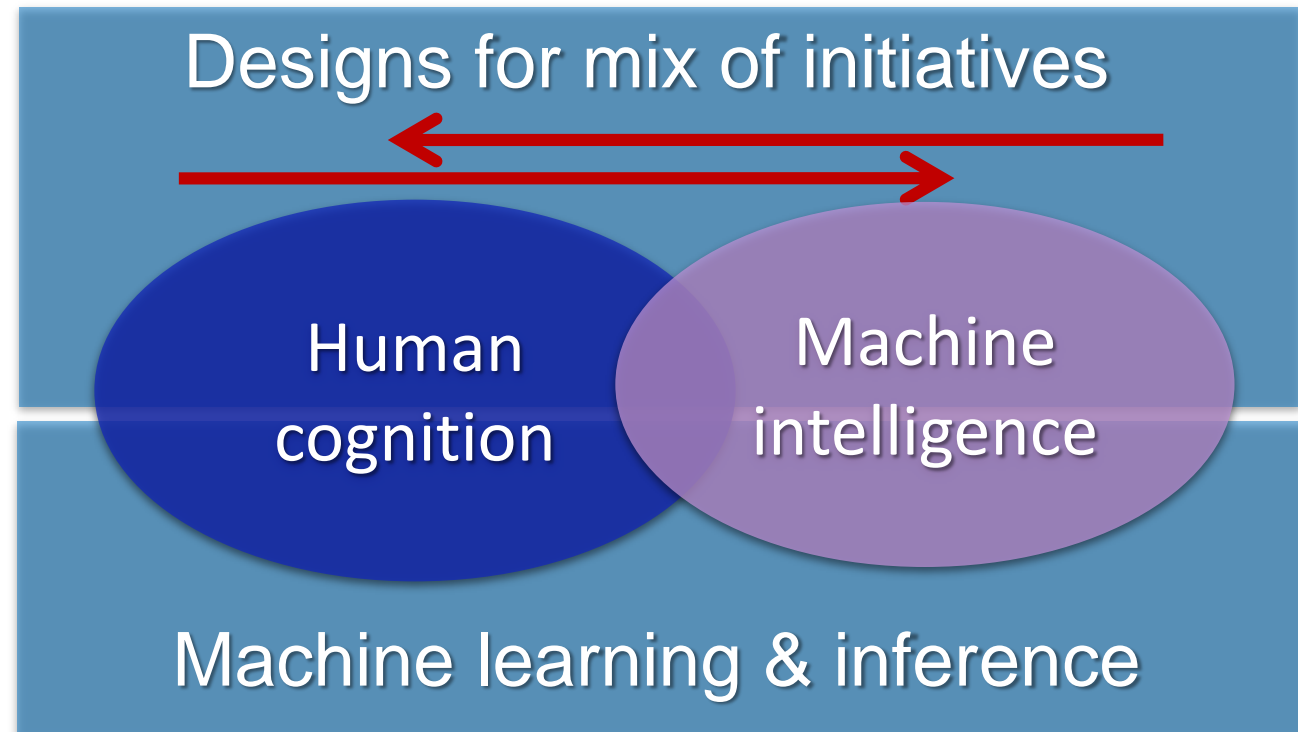 Designs for mix of initiatives
Human
cognition
Machine
intelligence
Machine learning & inference